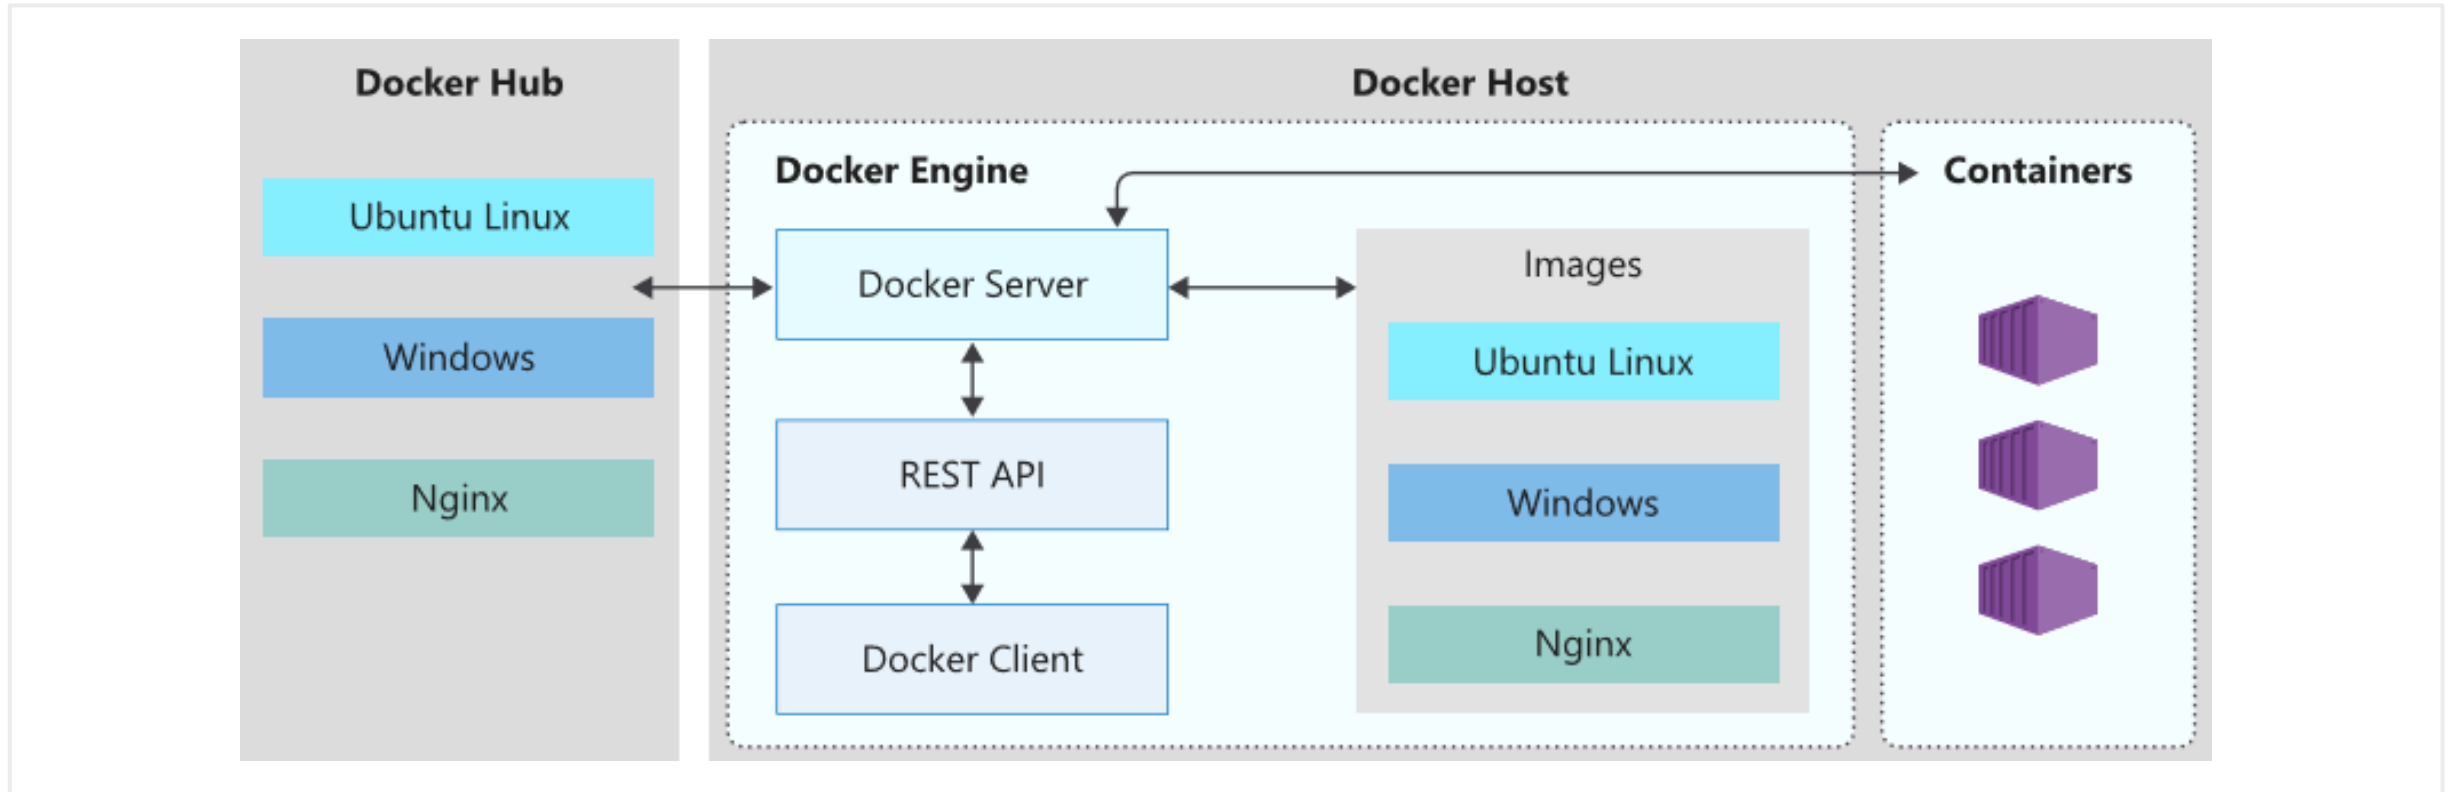 Docker Hub
Ubuntu Linux
Windows
Nginx
Docker Host
Docker Engine
Docker Server
REST API
Docker Client
Images
Ubuntu Linux
Windows
Nginx
Containers